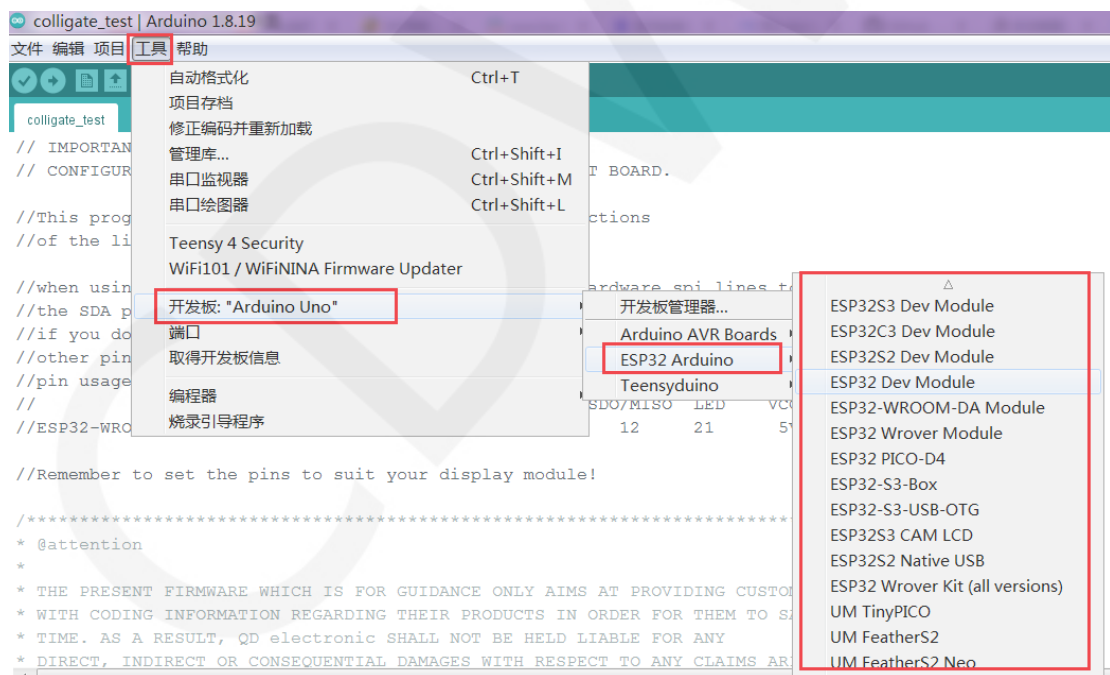 colligate_test | Arduino 1.8.19
文件 编辑 项目 工具 帮助
colligate_test
自动格式化 Ctrl+T
项目存档
修正编码并重新加载
管理库... Ctrl+Shift+I
串口监视器 Ctrl+Shift+M
串口绘图器 Ctrl+Shift+L
Teensy 4 Security
WiFi101 / WiFiNINA Firmware Updater
开发板: "Arduino Uno"
端口
取得开发板信息
编程器
烧录引导程序
开发板管理器...
Arduino AVR Boards
ESP32 Arduino
Teensyduino
ESP32S3 Dev Module
ESP32C3 Dev Module
ESP32S2 Dev Module
ESP32 Dev Module
ESP32-WROOM-DA Module
ESP32 Wrover Module
ESP32 PICO-D4
ESP32-S3-Box
ESP32-S3-USB-OTG
ESP32S3 CAM LCD
ESP32S2 Native USB
ESP32 Wrover Kit (all versions)
UM TinyPICO
UM FeatherS2
UM FeatherS2 Neo
// IMPORTAN
// CONFIGUR T BOARD.
//This prog ctions
//of the li
//when usin ardware spi lines to
//the SDA p
//if you do
//other pin
//pin usage
// SDO/MISO LED VCC
//ESP32-WRO 12 21 5V
//Remember to set the pins to suit your display module!
/***************************************************************************
* @attention
*
* THE PRESENT FIRMWARE WHICH IS FOR GUIDANCE ONLY AIMS AT PROVIDING CUSTO
* WITH CODING INFORMATION REGARDING THEIR PRODUCTS IN ORDER FOR THEM TO SA
* TIME. AS A RESULT, QD electronic SHALL NOT BE HELD LIABLE FOR ANY
* DIRECT, INDIRECT OR CONSEQUENTIAL DAMAGES WITH RESPECT TO ANY CLAIMS AR